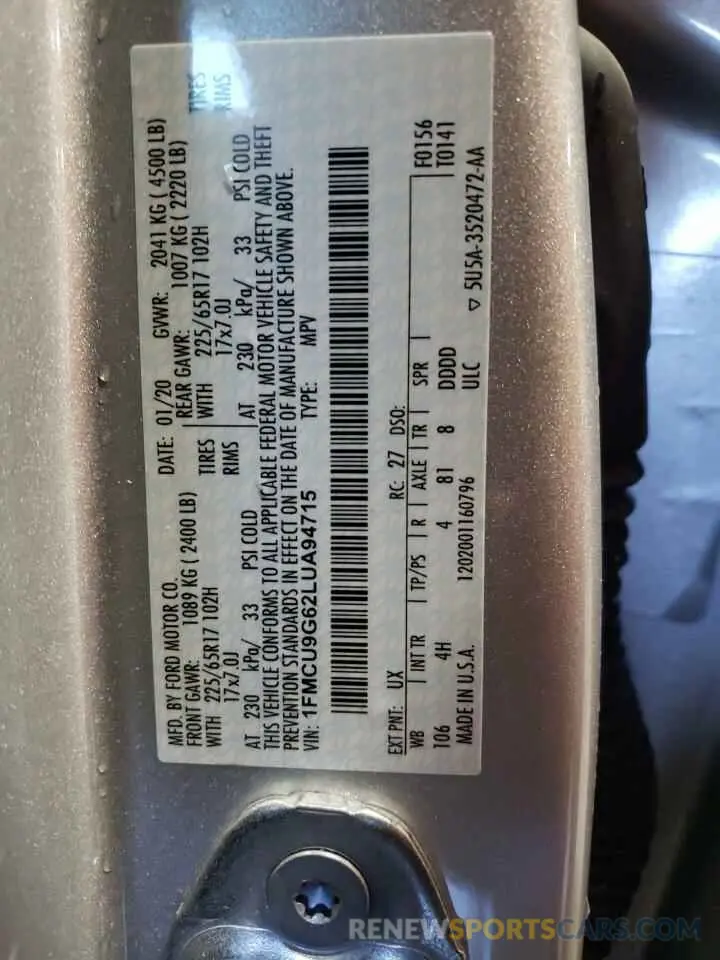 MFD. BY FORD MOTOR CO.
DATE: 01/20 GVWR: 2041 KG ( 4500 LB)
FRONT GAWR: 1089 KG ( 2400 LB) REAR GAWR: 1007 KG ( 2220 LB)
WITH 225/65R17 102H TIRES WITH 225/65R17 102H TIRES
17x7.0J RIMS 17x7.0J RIMS
AT 230 kPa/ 33 PSI COLD AT 230 kPa/ 33 PSI COLD
THIS VEHICLE CONFORMS TO ALL APPLICABLE FEDERAL MOTOR VEHICLE SAFETY AND THEFT
PREVENTION STANDARDS IN EFFECT ON THE DATE OF MANUFACTURE SHOWN ABOVE.
VIN: 1FMCU9G62LUA94715 TYPE: MPV
EXT PNT: UX RC: 27 DSO: F0156
WB INT TR TP/PS R AXLE TR SPR T0141
106 4H 4 81 8 DDDD
MADE IN U.S.A. 1202001160796 ULC ▽ 5U5A-3520472-AA
RENEWSPORTSCARS.COM